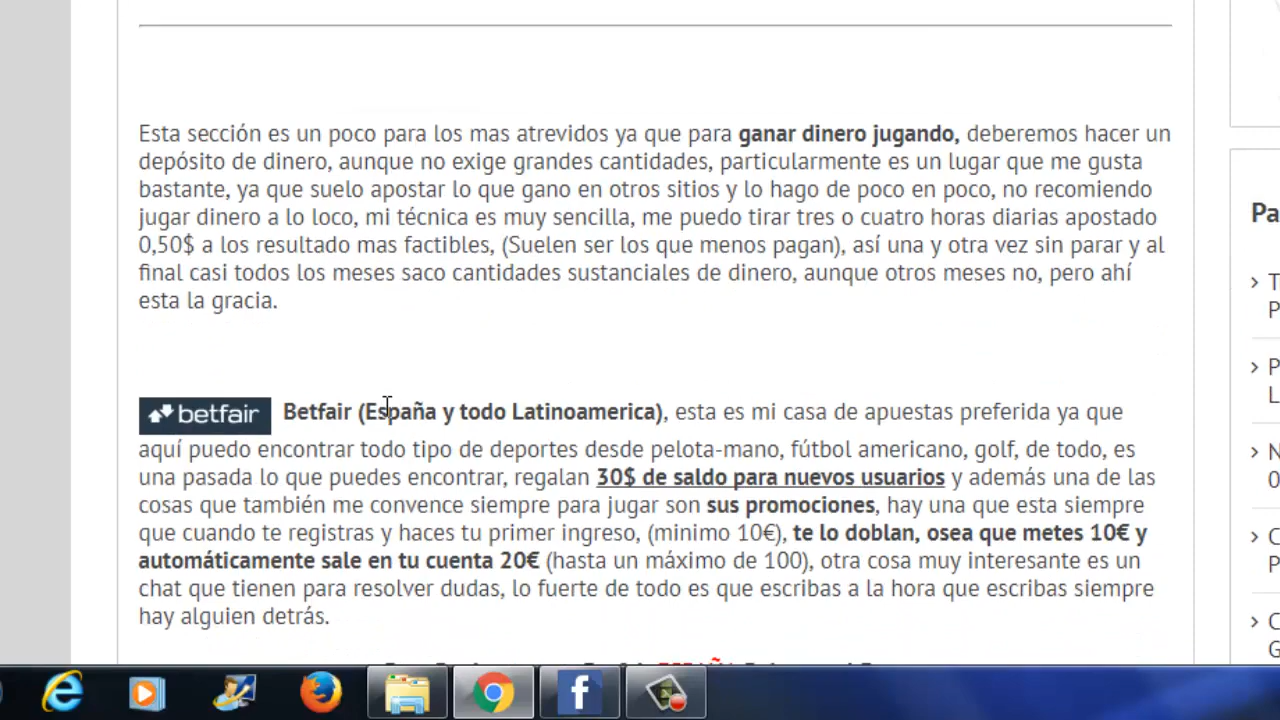 Esta sección es un poco para los mas atrevidos ya que para ganar dinero jugando, deberemos hacer un
depósito de dinero, aunque no exige grandes cantidades, particularmente es un lugar que me gusta
bastante, ya que suelo apostar lo que gano en otros sitios y lo hago de poco en poco, no recomiendo
jugar dinero a lo loco, mi técnica es muy sencilla, me puedo tirar tres o cuatro horas diarias apostado
0,50$ a los resultado mas factibles, (Suelen ser los que menos pagan), así una y otra vez sin parar y al
final casi todos los meses saco cantidades sustanciales de dinero, aunque otros meses no, pero ahí
esta la gracia.
betfair Betfair (España y todo Latinoamerica), esta es mi casa de apuestas preferida ya que
aquí puedo encontrar todo tipo de deportes desde pelota-mano, fútbol americano, golf, de todo, es
una pasada lo que puedes encontrar, regalan 30$ de saldo para nuevos usuarios y además una de las
cosas que también me convence siempre para jugar son sus promociones, hay una que esta siempre
que cuando te registras y haces tu primer ingreso, (minimo 10€), te lo doblan, osea que metes 10€ y
automáticamente sale en tu cuenta 20€ (hasta un máximo de 100), otra cosa muy interesante es un
chat que tienen para resolver dudas, lo fuerte de todo es que escribas a la hora que escribas siempre
hay alguien detrás.
Pa
T
P
P
L
N
0
C
P
C
G